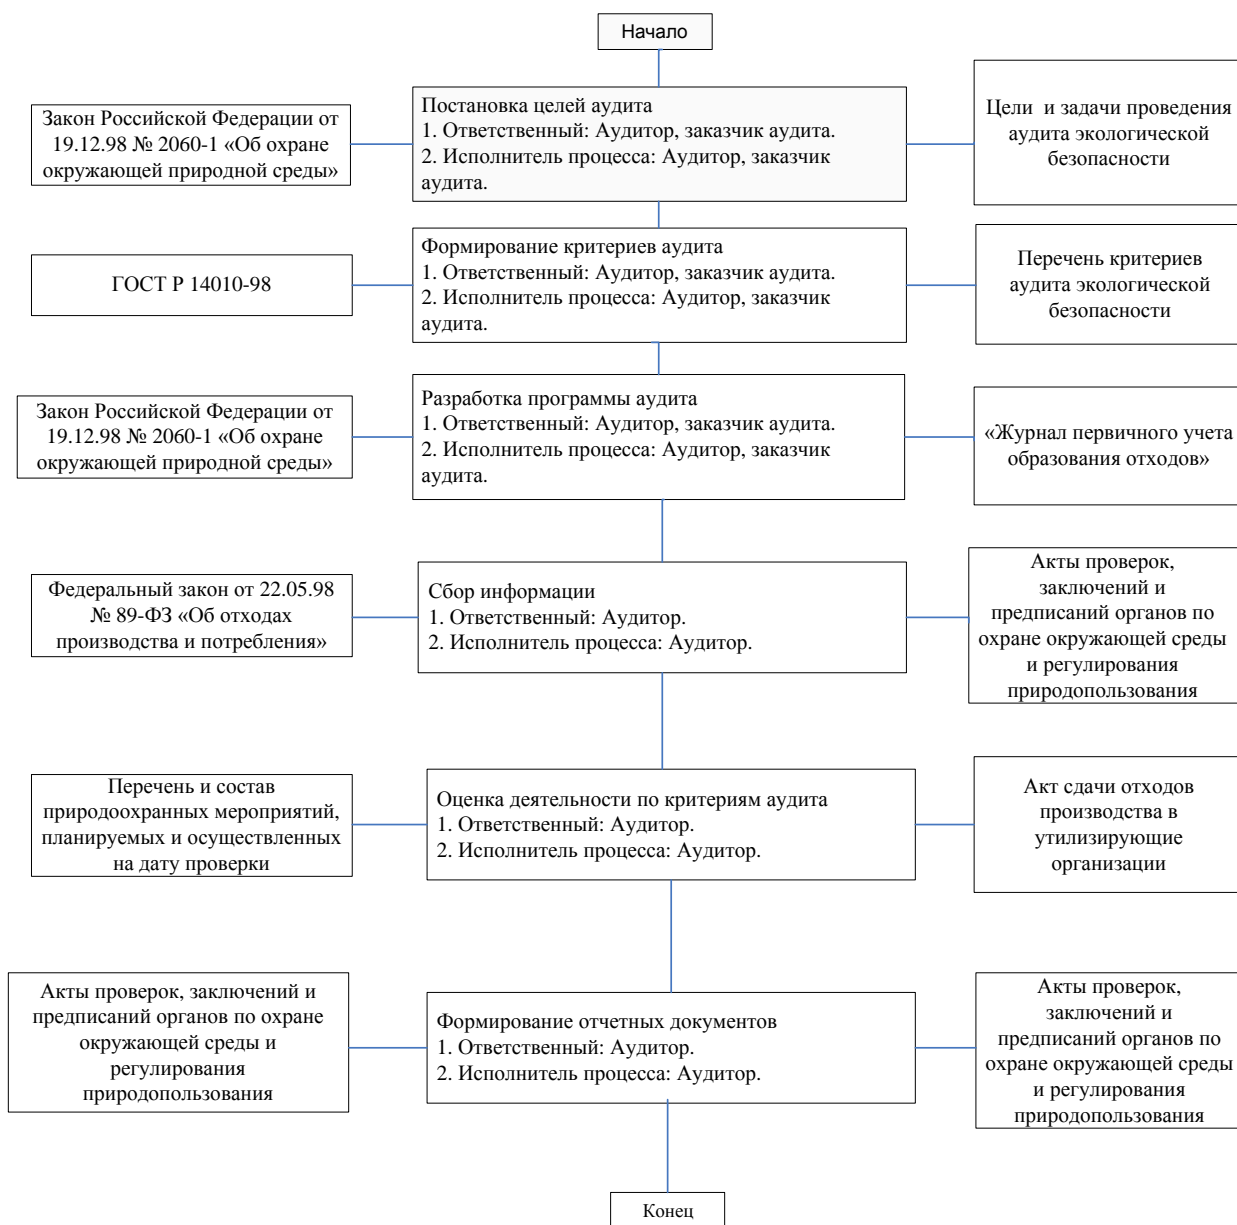 Начало
Закон Российской Федерации от
19.12.98 № 2060-1 «Об охране
окружающей природной среды»
Постановка целей аудита
1. Ответственный: Аудитор, заказчик аудита.
2. Исполнитель процесса: Аудитор, заказчик
аудита.
Цели и задачи проведения
аудита экологической
безопасности
ГОСТ Р 14010-98
Формирование критериев аудита
1. Ответственный: Аудитор, заказчик аудита.
2. Исполнитель процесса: Аудитор, заказчик
аудита.
Перечень критериев
аудита экологической
безопасности
Закон Российской Федерации от
19.12.98 № 2060-1 «Об охране
окружающей природной среды»
Разработка программы аудита
1. Ответственный: Аудитор, заказчик аудита.
2. Исполнитель процесса: Аудитор, заказчик
аудита.
«Журнал первичного учета
образования отходов»
Федеральный закон от 22.05.98
№ 89-ФЗ «Об отходах
производства и потребления»
Сбор информации
1. Ответственный: Аудитор.
2. Исполнитель процесса: Аудитор.
Акты проверок,
заключений и
предписаний органов по
охране окружающей среды
и регулирования
природопользования
Перечень и состав
природоохранных мероприятий,
планируемых и осуществленных
на дату проверки
Оценка деятельности по критериям аудита
1. Ответственный: Аудитор.
2. Исполнитель процесса: Аудитор.
Акт сдачи отходов
производства в
утилизирующие
организации
Акты проверок, заключений и
предписаний органов по охране
окружающей среды и
регулирования
природопользования
Формирование отчетных документов
1. Ответственный: Аудитор.
2. Исполнитель процесса: Аудитор.
Акты проверок,
заключений и
предписаний органов по
охране окружающей среды
и регулирования
природопользования
Конец